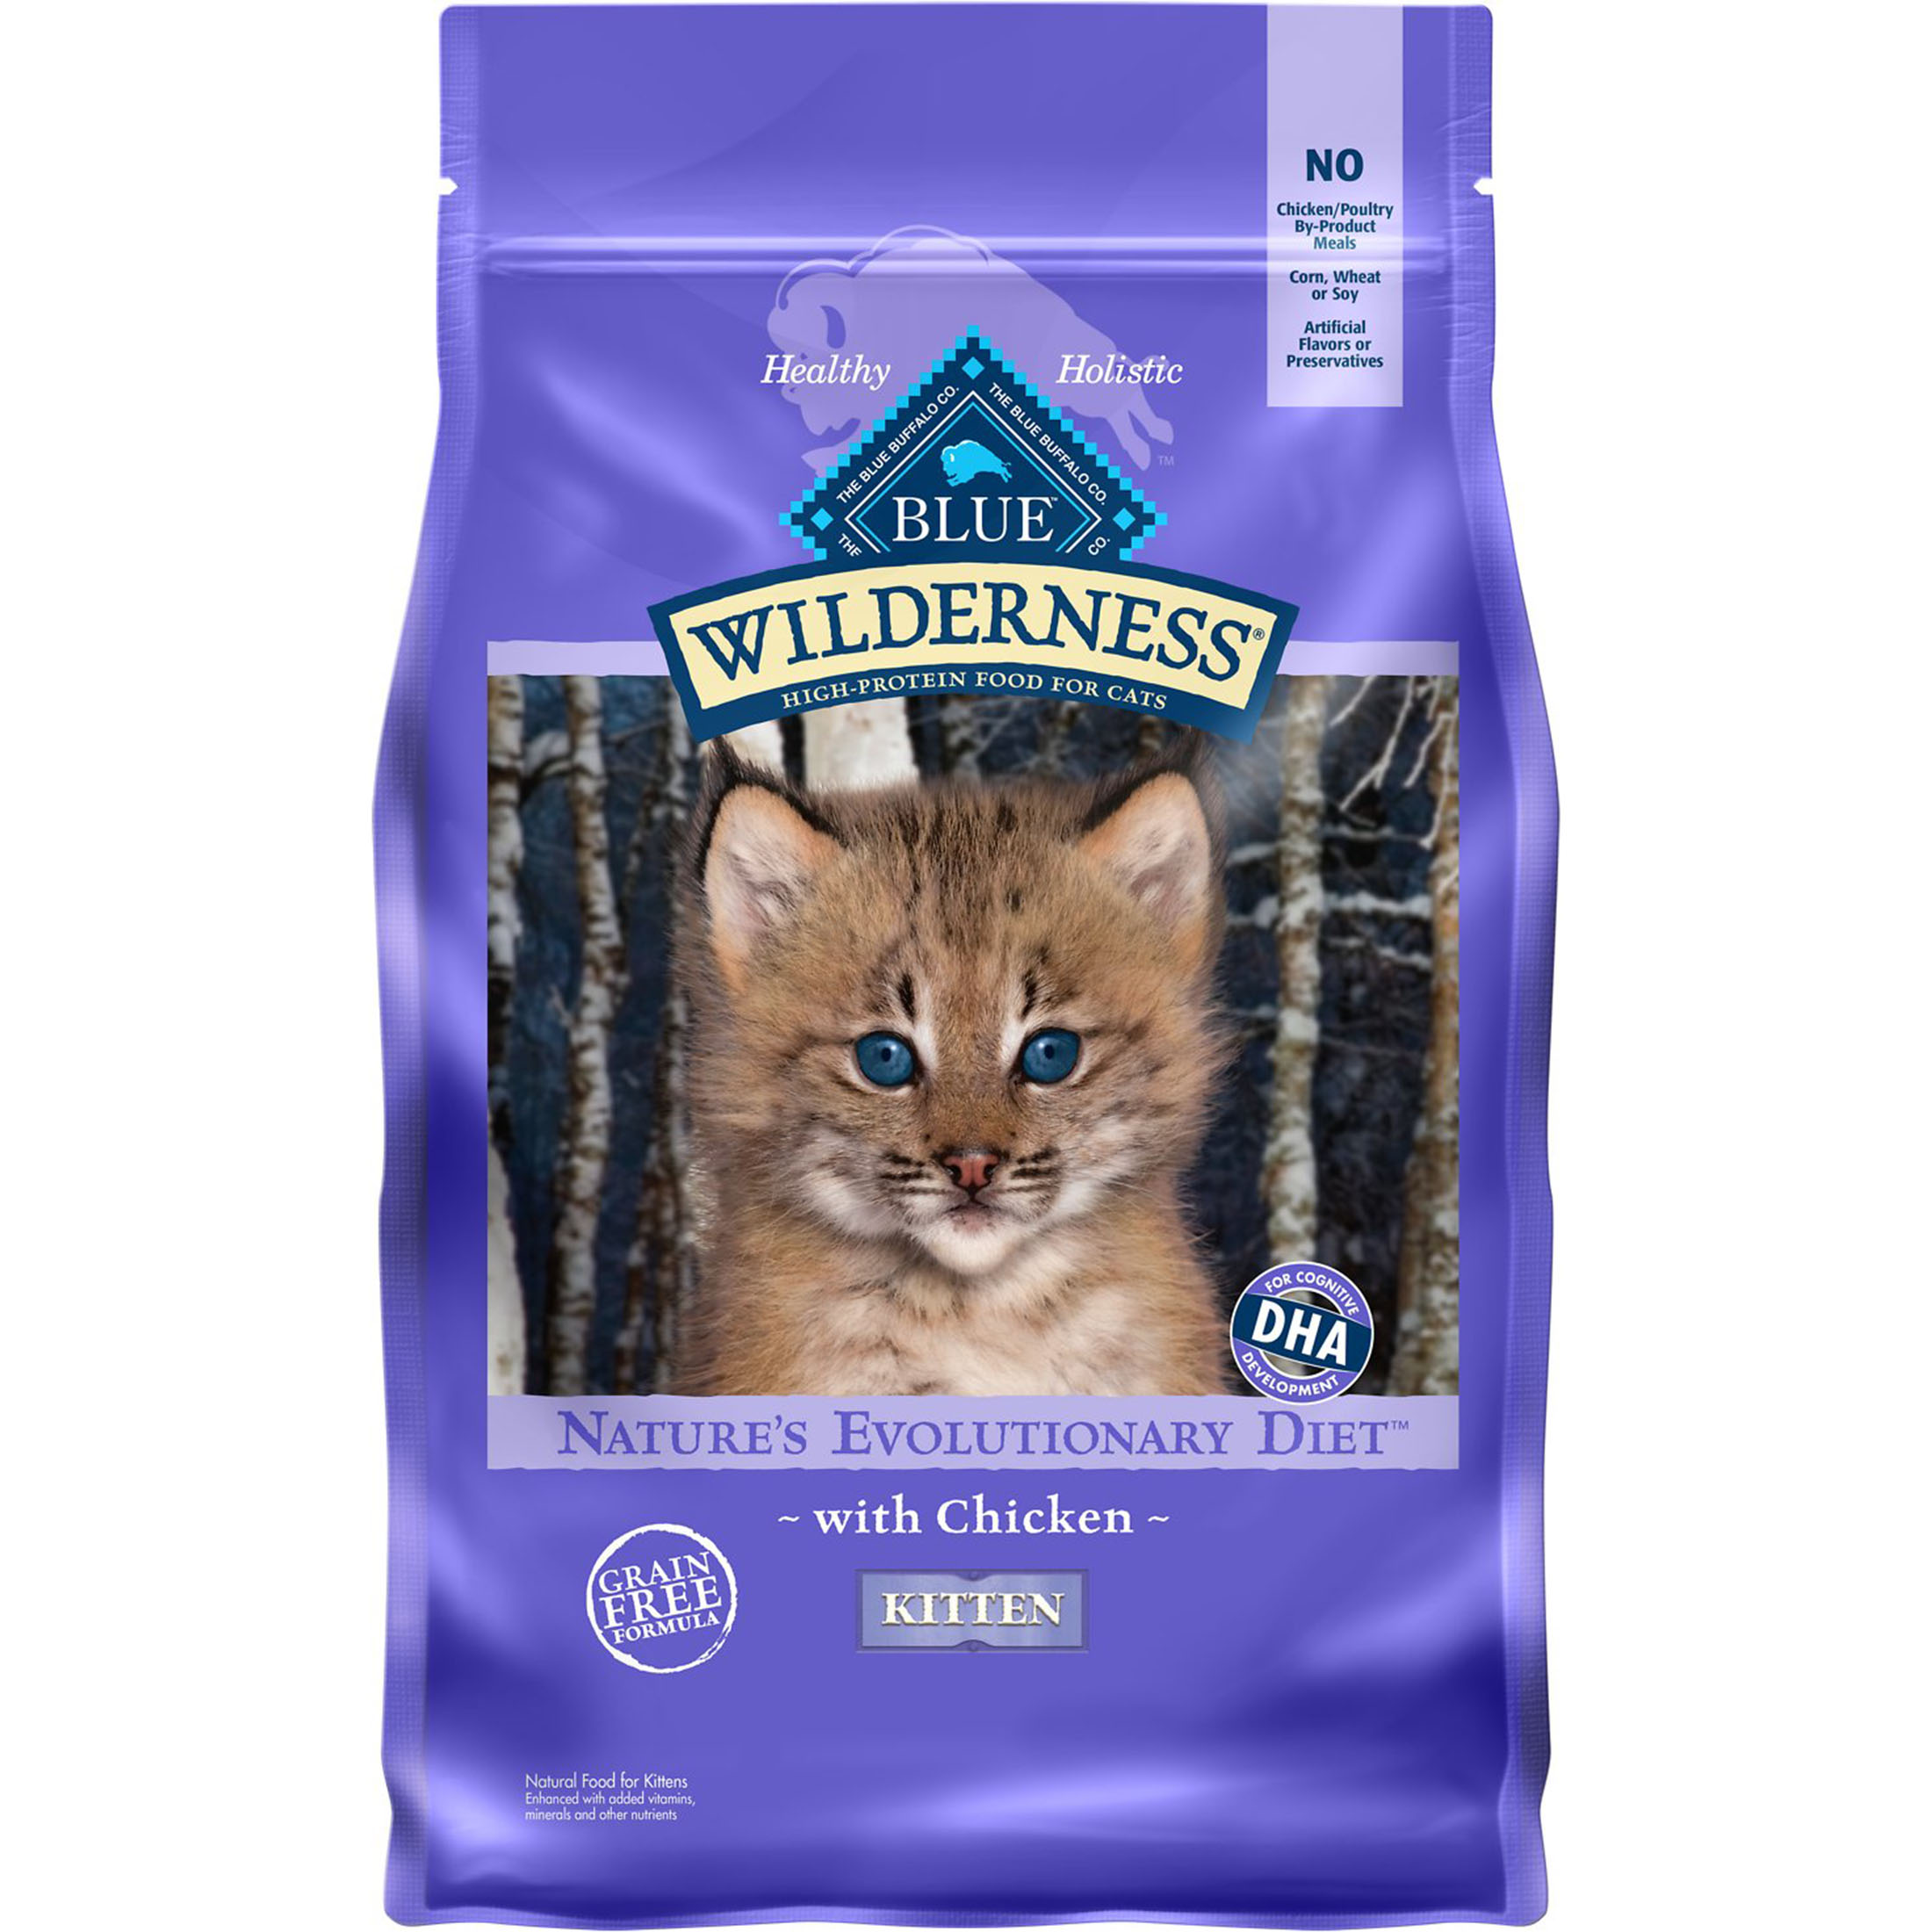 NO
Chicken/Poultry
By-Product
Meals
Corn, Wheat
or Soy
Artificial
Flavors or
Preservatives
Healthy Holistic
TM
THE BLUE BUFFALO CO.
THE BLUE BUFFALO CO.
BLUE™
THE
CO.
WILDERNESS®
HIGH-PROTEIN FOOD FOR CATS
FOR COGNITIVE
DHA
DEVELOPMENT
NATURE'S EVOLUTIONARY DIET™
~ with Chicken ~
GRAIN
FREE
FORMULA
KITTEN
Natural Food for Kittens
Enhanced with added vitamins,
minerals and other nutrients